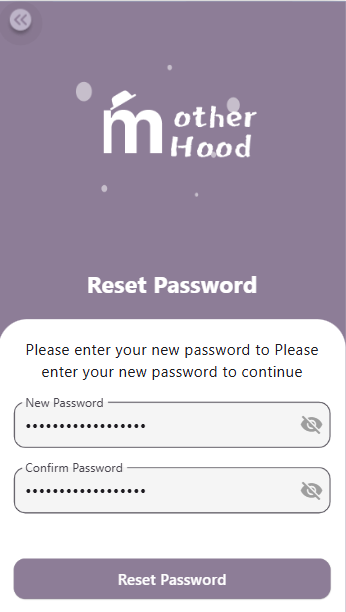 mother
Hood
Reset Password
Please enter your new password to Please
enter your new password to continue
New Password
••••••••••••••••••
Confirm Password
••••••••••••••••••
Reset Password